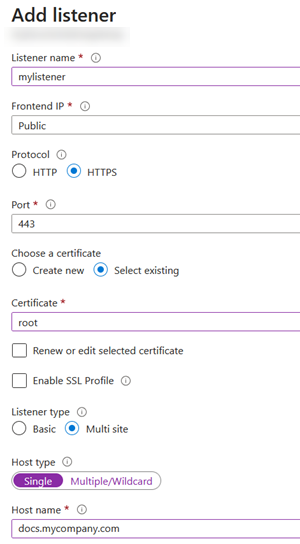 Add listener
Listener name *
mylistener
Frontend IP *
Public
Protocol
HTTP HTTPS
Port *
443
Choose a certificate
Create new Select existing
Certificate *
root
Renew or edit selected certificate
Enable SSL Profile
Listener type
Basic Multi site
Host type
Single Multiple/Wildcard
Host name *
docs.mycompany.com